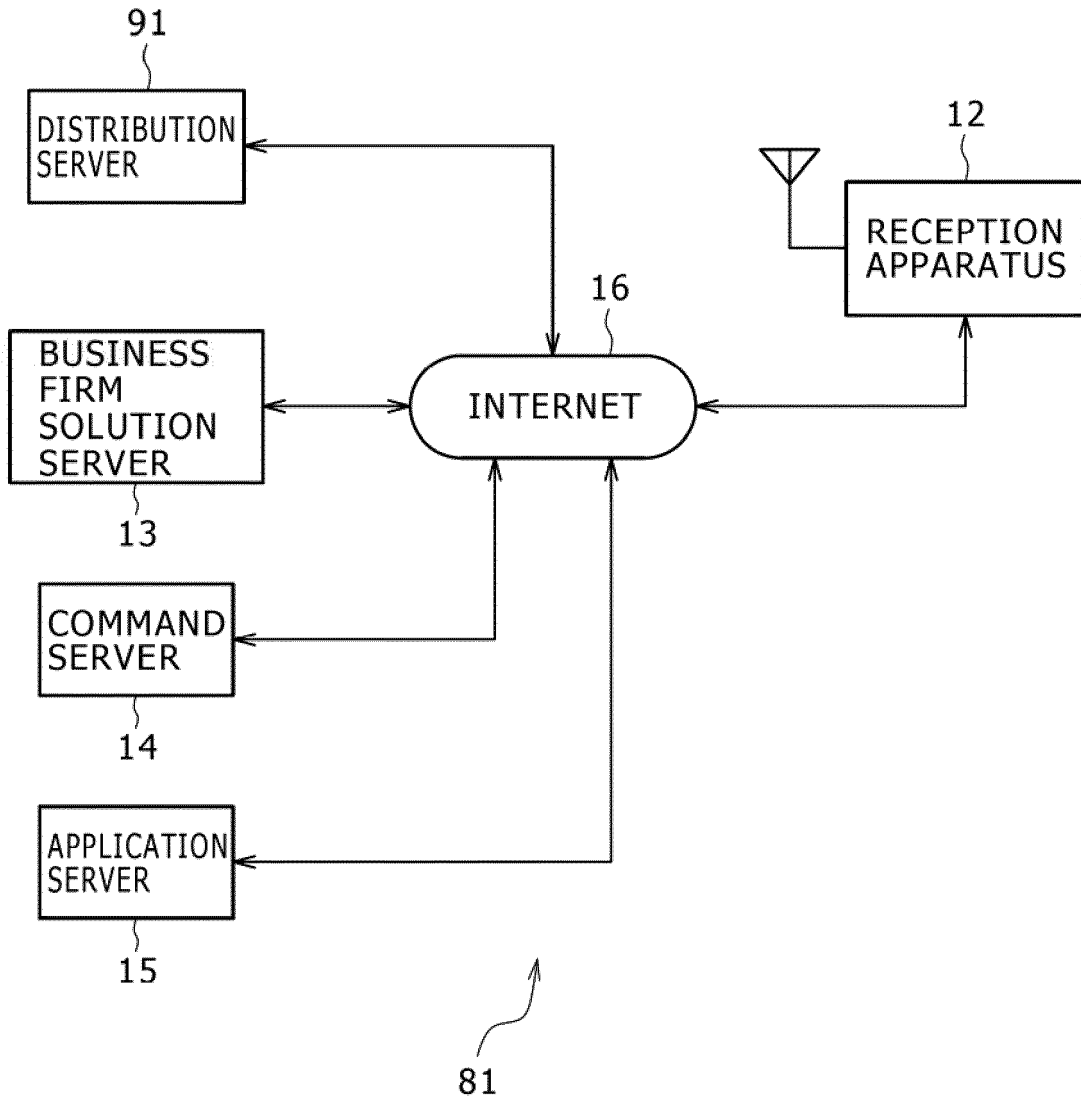 91
DISTRIBUTION
SERVER
12
RECEPTION
APPARATUS
16
INTERNET
BUSINESS
FIRM
SOLUTION
SERVER
13
COMMAND
SERVER
14
APPLICATION
SERVER
15
81